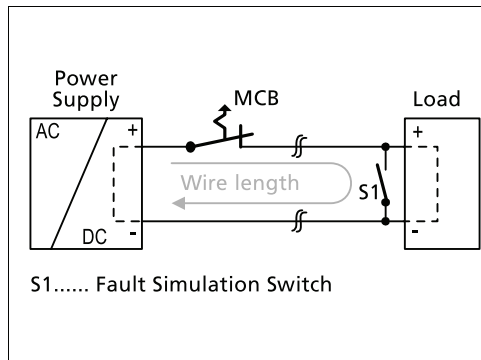 Power
Supply
MCB
Load
AC
+
+
Wire length
S1
DC
-
-
S1...... Fault Simulation Switch